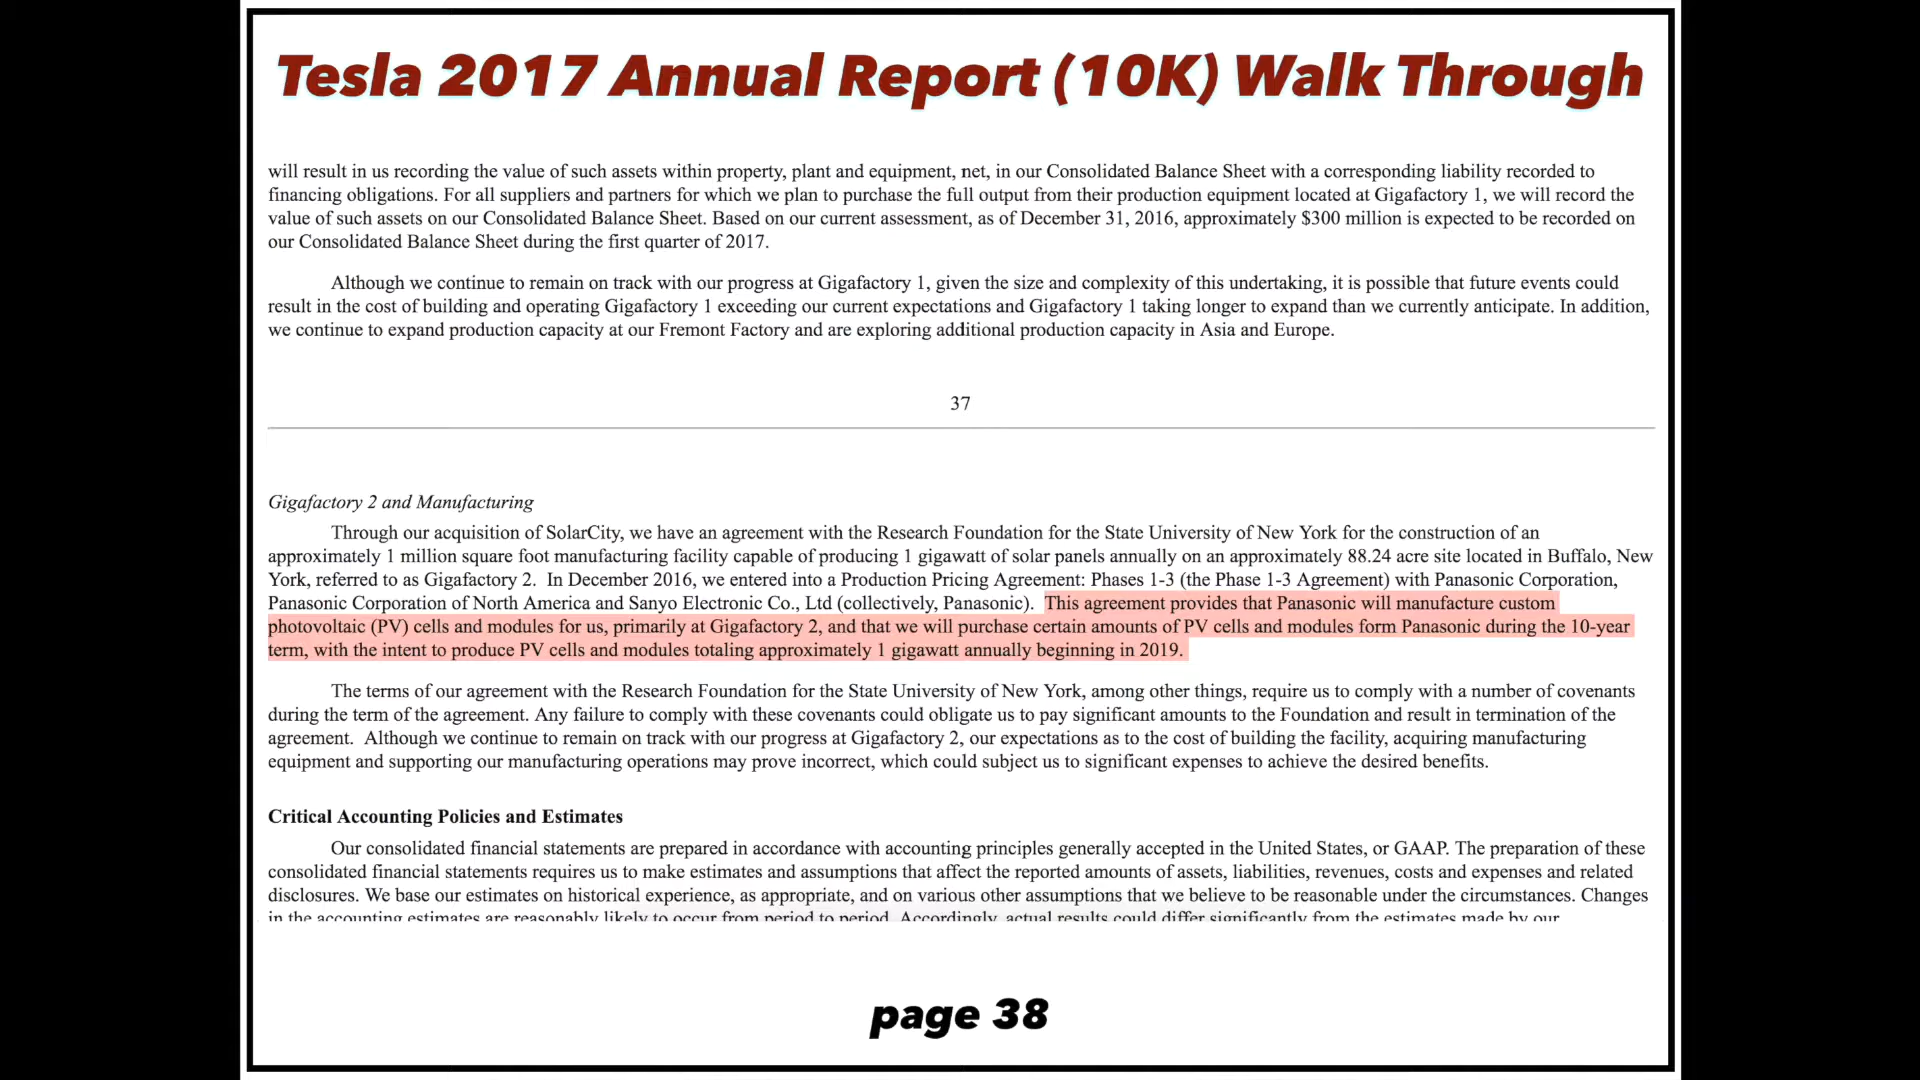 Tesla 2017 Annual Report (10K) Walk Through
will result in us recording the value of such assets within property, plant and equipment, net, in our Consolidated Balance Sheet with a corresponding liability recorded to
financing obligations. For all suppliers and partners for which we plan to purchase the full output from their production equipment located at Gigafactory 1, we will record the
value of such assets on our Consolidated Balance Sheet. Based on our current assessment, as of December 31, 2016, approximately $300 million is expected to be recorded on
our Consolidated Balance Sheet during the first quarter of 2017.
Although we continue to remain on track with our progress at Gigafactory 1, given the size and complexity of this undertaking, it is possible that future events could
result in the cost of building and operating Gigafactory 1 exceeding our current expectations and Gigafactory 1 taking longer to expand than we currently anticipate. In addition,
we continue to expand production capacity at our Fremont Factory and are exploring additional production capacity in Asia and Europe.
37
Gigafactory 2 and Manufacturing
Through our acquisition of SolarCity, we have an agreement with the Research Foundation for the State University of New York for the construction of an
approximately 1 million square foot manufacturing facility capable of producing 1 gigawatt of solar panels annually on an approximately 88.24 acre site located in Buffalo, New
York, referred to as Gigafactory 2. In December 2016, we entered into a Production Pricing Agreement: Phases 1-3 (the Phase 1-3 Agreement) with Panasonic Corporation,
Panasonic Corporation of North America and Sanyo Electronic Co., Ltd (collectively, Panasonic). This agreement provides that Panasonic will manufacture custom
photovoltaic (PV) cells and modules for us, primarily at Gigafactory 2, and that we will purchase certain amounts of PV cells and modules form Panasonic during the 10-year
term, with the intent to produce PV cells and modules totaling approximately 1 gigawatt annually beginning in 2019.
The terms of our agreement with the Research Foundation for the State University of New York, among other things, require us to comply with a number of covenants
during the term of the agreement. Any failure to comply with these covenants could obligate us to pay significant amounts to the Foundation and result in termination of the
agreement. Although we continue to remain on track with our progress at Gigafactory 2, our expectations as to the cost of building the facility, acquiring manufacturing
equipment and supporting our manufacturing operations may prove incorrect, which could subject us to significant expenses to achieve the desired benefits.
Critical Accounting Policies and Estimates
Our consolidated financial statements are prepared in accordance with accounting principles generally accepted in the United States, or GAAP. The preparation of these
consolidated financial statements requires us to make estimates and assumptions that affect the reported amounts of assets, liabilities, revenues, costs and expenses and related
disclosures. We base our estimates on historical experience, as appropriate, and on various other assumptions that we believe to be reasonable under the circumstances. Changes
in the accounting estimates are reasonably likely to occur from period to period. Accordingly, actual results could differ significantly from the estimates made by our
page 38